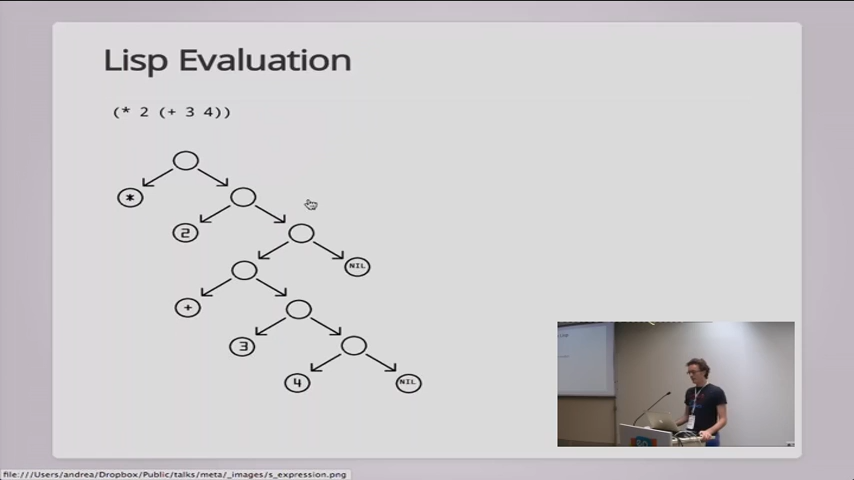 Lisp Evaluation
(* 2 (+ 3 4))
*
2
NIL
+
3
4
NIL
file:///Users/andrea/Dropbox/Public/talks/meta/_images/s_expression.png